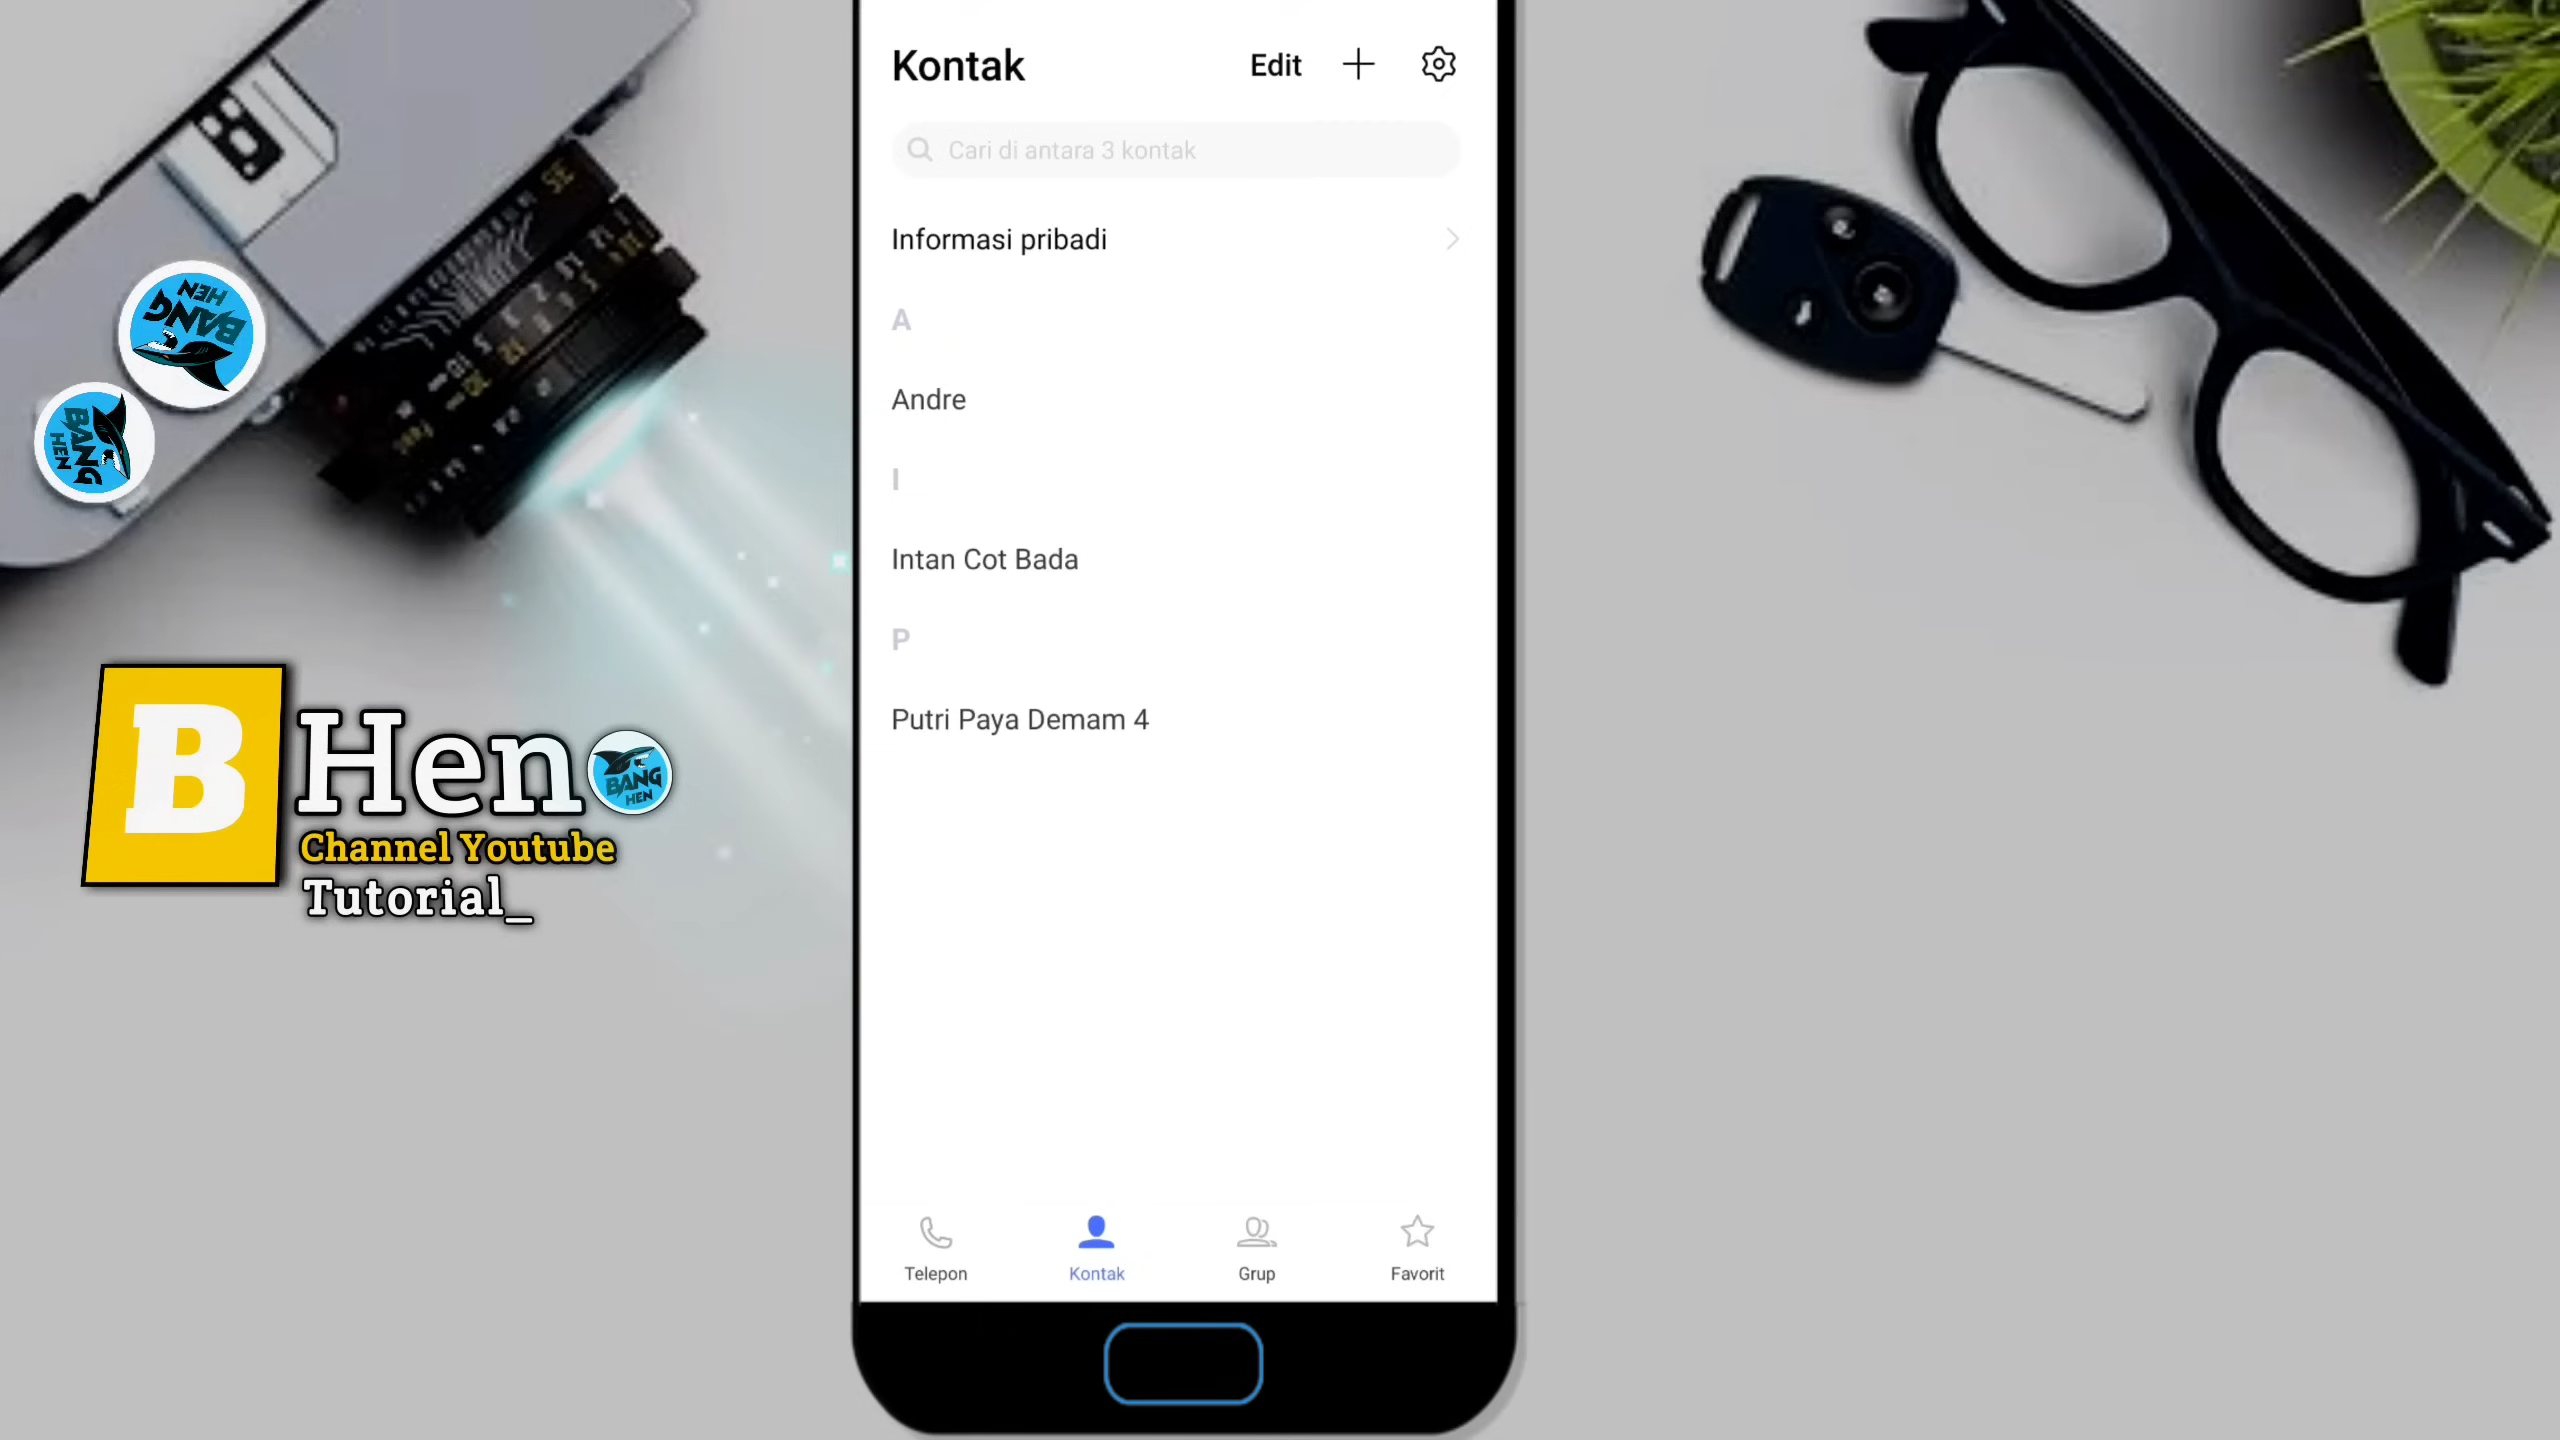 Kontak
Edit
Cari di antara 3 kontak
Informasi pribadi
A
Andre
I
Intan Cot Bada
P
Putri Paya Demam 4
Telepon
Kontak
Grup
Favorit
BANG
HEN
BANG
HEN
B
Hen
BANG
HEN
Channel Youtube
Tutorial_
35